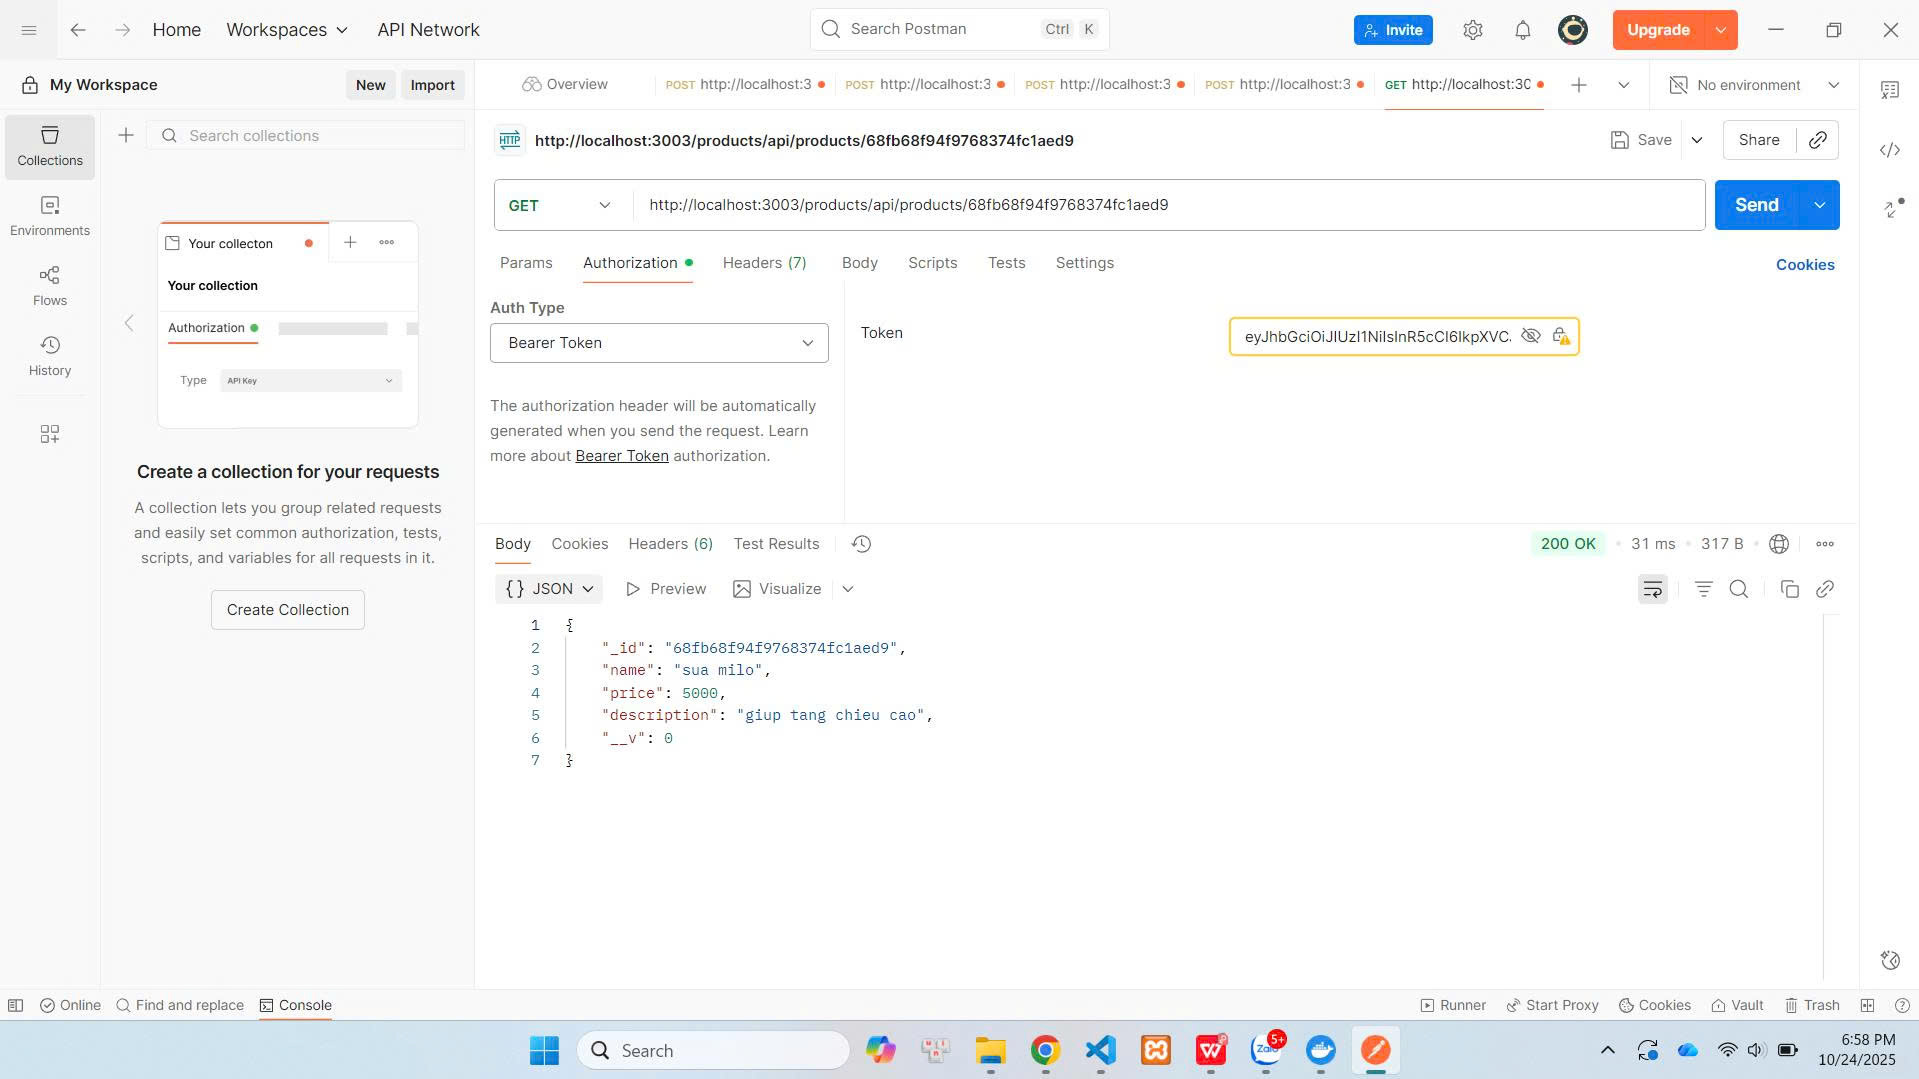 Home
Workspaces
API Network
Search Postman
Ctrl
K
Invite
Upgrade
My Workspace
New
Import
Overview
POST http://localhost:3
POST http://localhost:3
POST http://localhost:3
POST http://localhost:3
GET http://localhost:30
No environment
Collections
Environments
Flows
History
Search collections
Your collecton
Your collection
Authorization
Type
API Key
Create a collection for your requests
A collection lets you group related requests
and easily set common authorization, tests,
scripts, and variables for all requests in it.
Create Collection
HTTP
http://localhost:3003/products/api/products/68fb68f94f9768374fc1aed9
Save
Share
GET
http://localhost:3003/products/api/products/68fb68f94f9768374fc1aed9
Send
Params
Authorization
Headers (7)
Body
Scripts
Tests
Settings
Cookies
Auth Type
Bearer Token
The authorization header will be automatically
generated when you send the request. Learn
more about Bearer Token authorization.
Token
eyJhbGciOiJIUzI1NiIsInR5cCI6IkpXVC.
Body
Cookies
Headers (6)
Test Results
200 OK
31 ms
317 B
{} JSON
Preview
Visualize
1 {
2 "_id": "68fb68f94f9768374fc1aed9",
3 "name": "sua milo",
4 "price": 5000,
5 "description": "giup tang chieu cao",
6 "__v": 0
7 }
Online
Find and replace
Console
Runner
Start Proxy
Cookies
Vault
Trash
Search
Zalo
5+
6:58 PM
10/24/2025